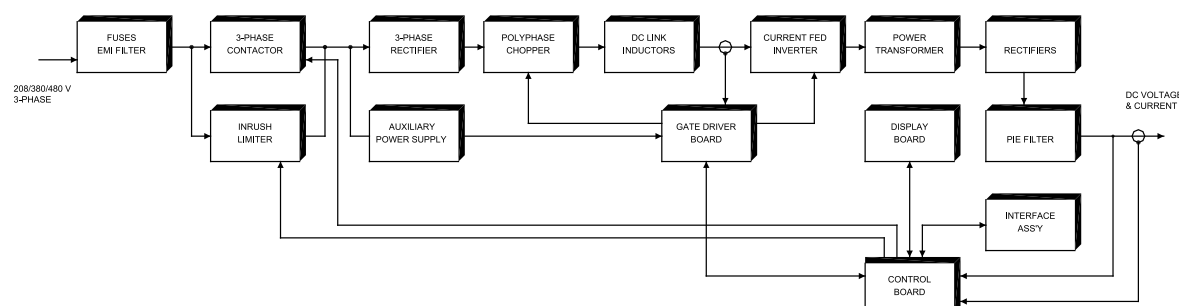 FUSES
EMI FILTER
3-PHASE
CONTACTOR
3-PHASE
RECTIFIER
POLYPHASE
CHOPPER
DC LINK
INDUCTORS
CURRENT FED
INVERTER
POWER
TRANSFORMER
RECTIFIERS
208/380/480 V
3-PHASE
DC VOLTAGE
& CURRENT
INRUSH
LIMITER
AUXILIARY
POWER SUPPLY
GATE DRIVER
BOARD
DISPLAY
BOARD
PIE FILTER
INTERFACE
ASS'Y
CONTROL
BOARD